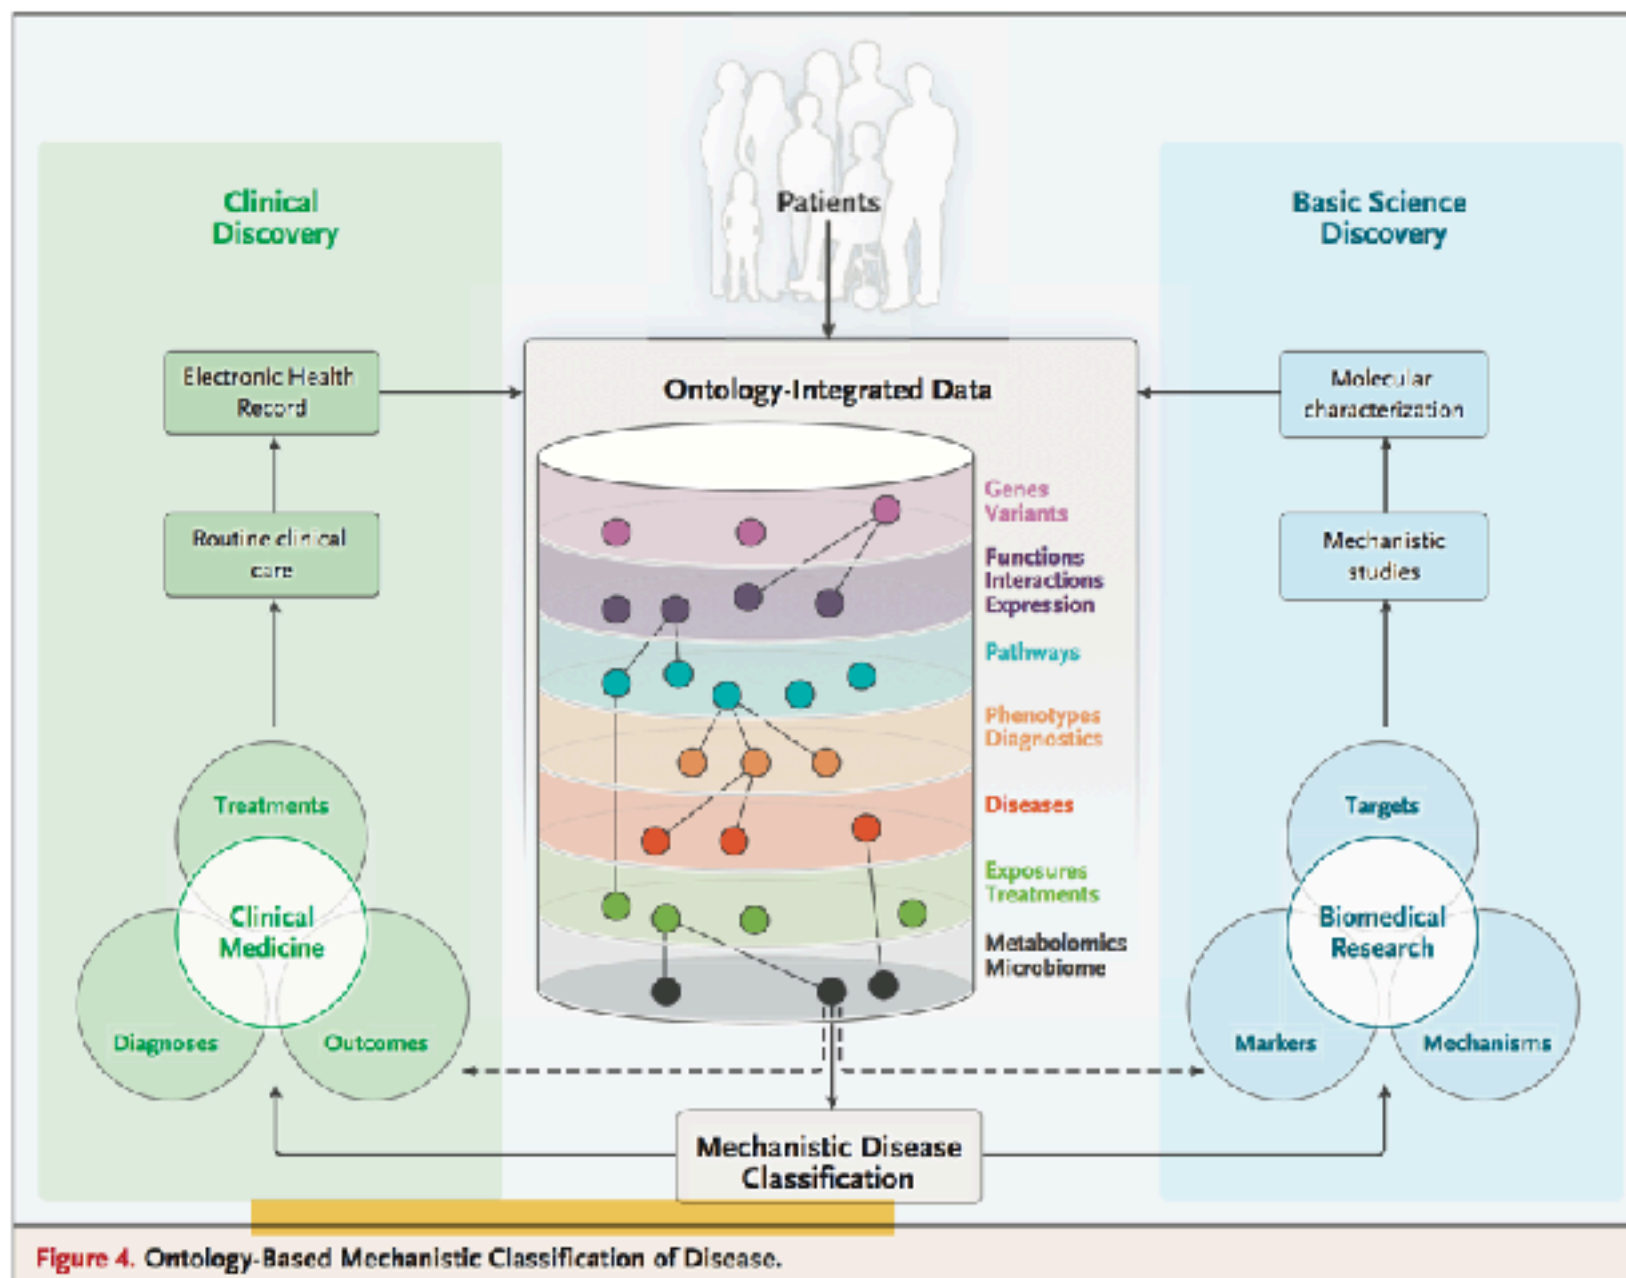 Patients
Clinical
Discovery
Basic Science
Discovery
Electronic Health
Record
Routine clinical
care
Treatments
Clinical
Medicine
Diagnoses
Outcomes
Ontology-Integrated Data
Genes
Variants
Functions
Interactions
Expression
Pathways
Phenotypes
Diagnostics
Diseases
Exposures
Treatments
Metabolomics
Microbiome
Molecular
characterization
Mechanistic
studies
Targets
Biomedical
Research
Markers
Mechanisms
Mechanistic Disease
Classification
Figure 4. Ontology-Based Mechanistic Classification of Disease.